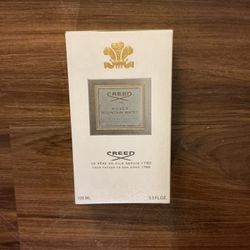 CREED
SILVER
MOUNTAIN WATER
CREED
DE PÈRE EN FILS DEPUIS 1760
FROM FATHER TO SON SINCE 1760
100 ML
3.3 FL.OZ